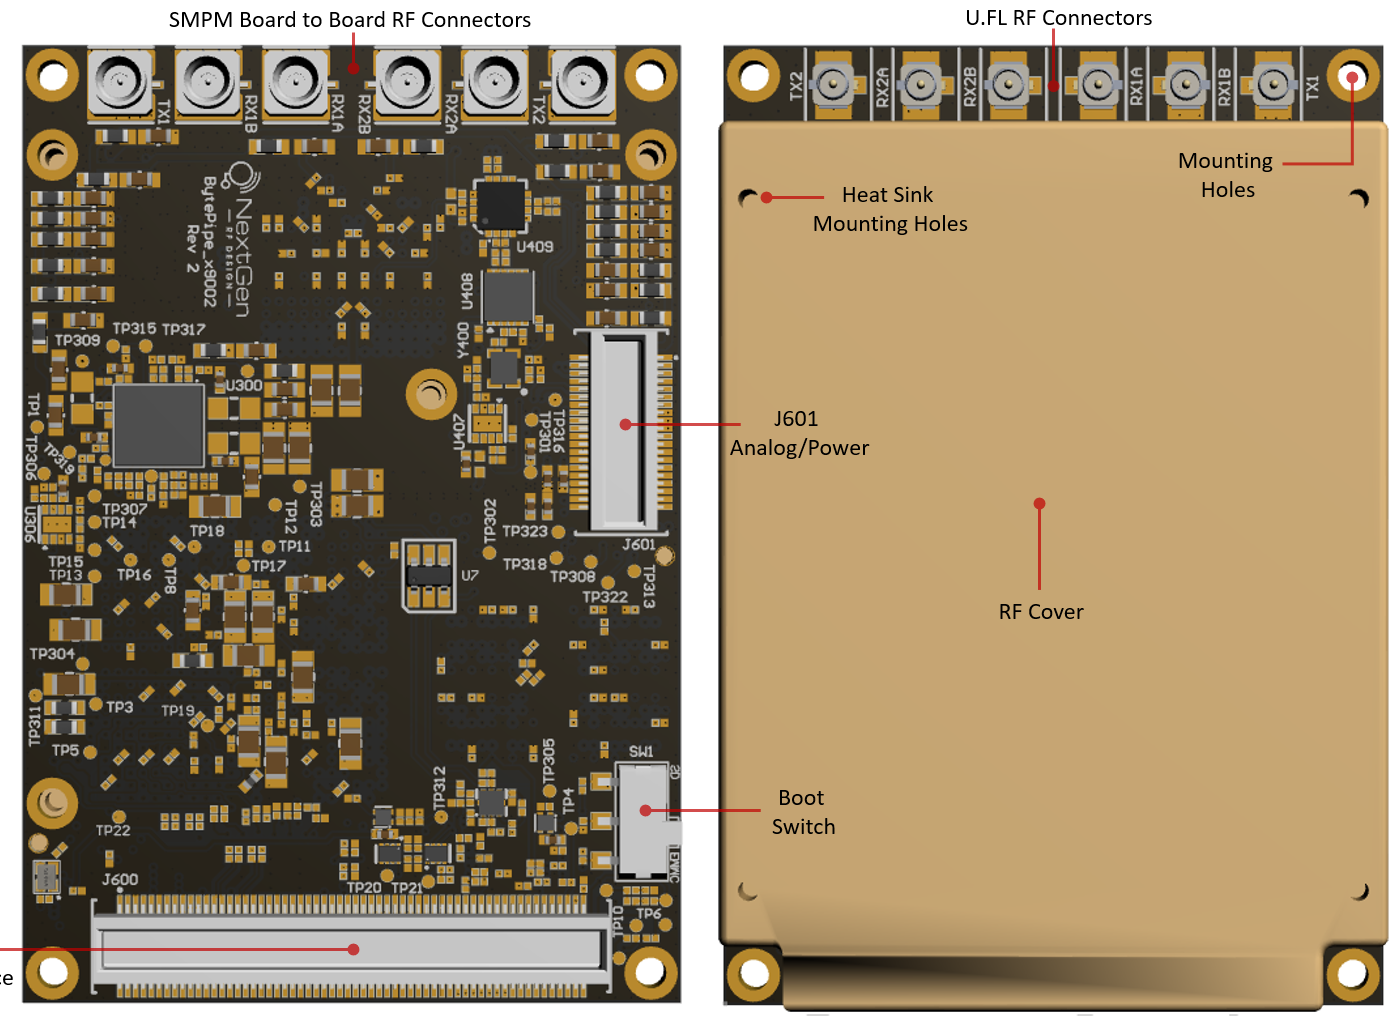 SMPM Board to Board RF Connectors
U.FL RF Connectors
TX1
RX1B
RX1A
RX2B
RX2A
TX2
TX2
RX2A
RX2B
RX1A
RX1B
TX1
Mounting
Holes
Heat Sink
Mounting Holes
NextGen
RF DESIGN
BytePipe_x9002
Rev 2
U409
U408
Y400
U407
TP315
TP317
TP309
U300
TP1
TP306
TP319
U306
TP307
TP14
TP18
TP12
TP303
TP301
TP316
TP302
TP323
J601
TP318
TP308
TP322
TP313
J601
Analog/Power
TP15
TP13
TP16
TP8
TP11
TP17
U7
RF Cover
TP304
TP311
TP3
TP19
TP5
TP22
TP312
TP305
TP4
SW1
SD
EMMC
Boot
Switch
J600
TP20
TP21
TP10
TP6
ce